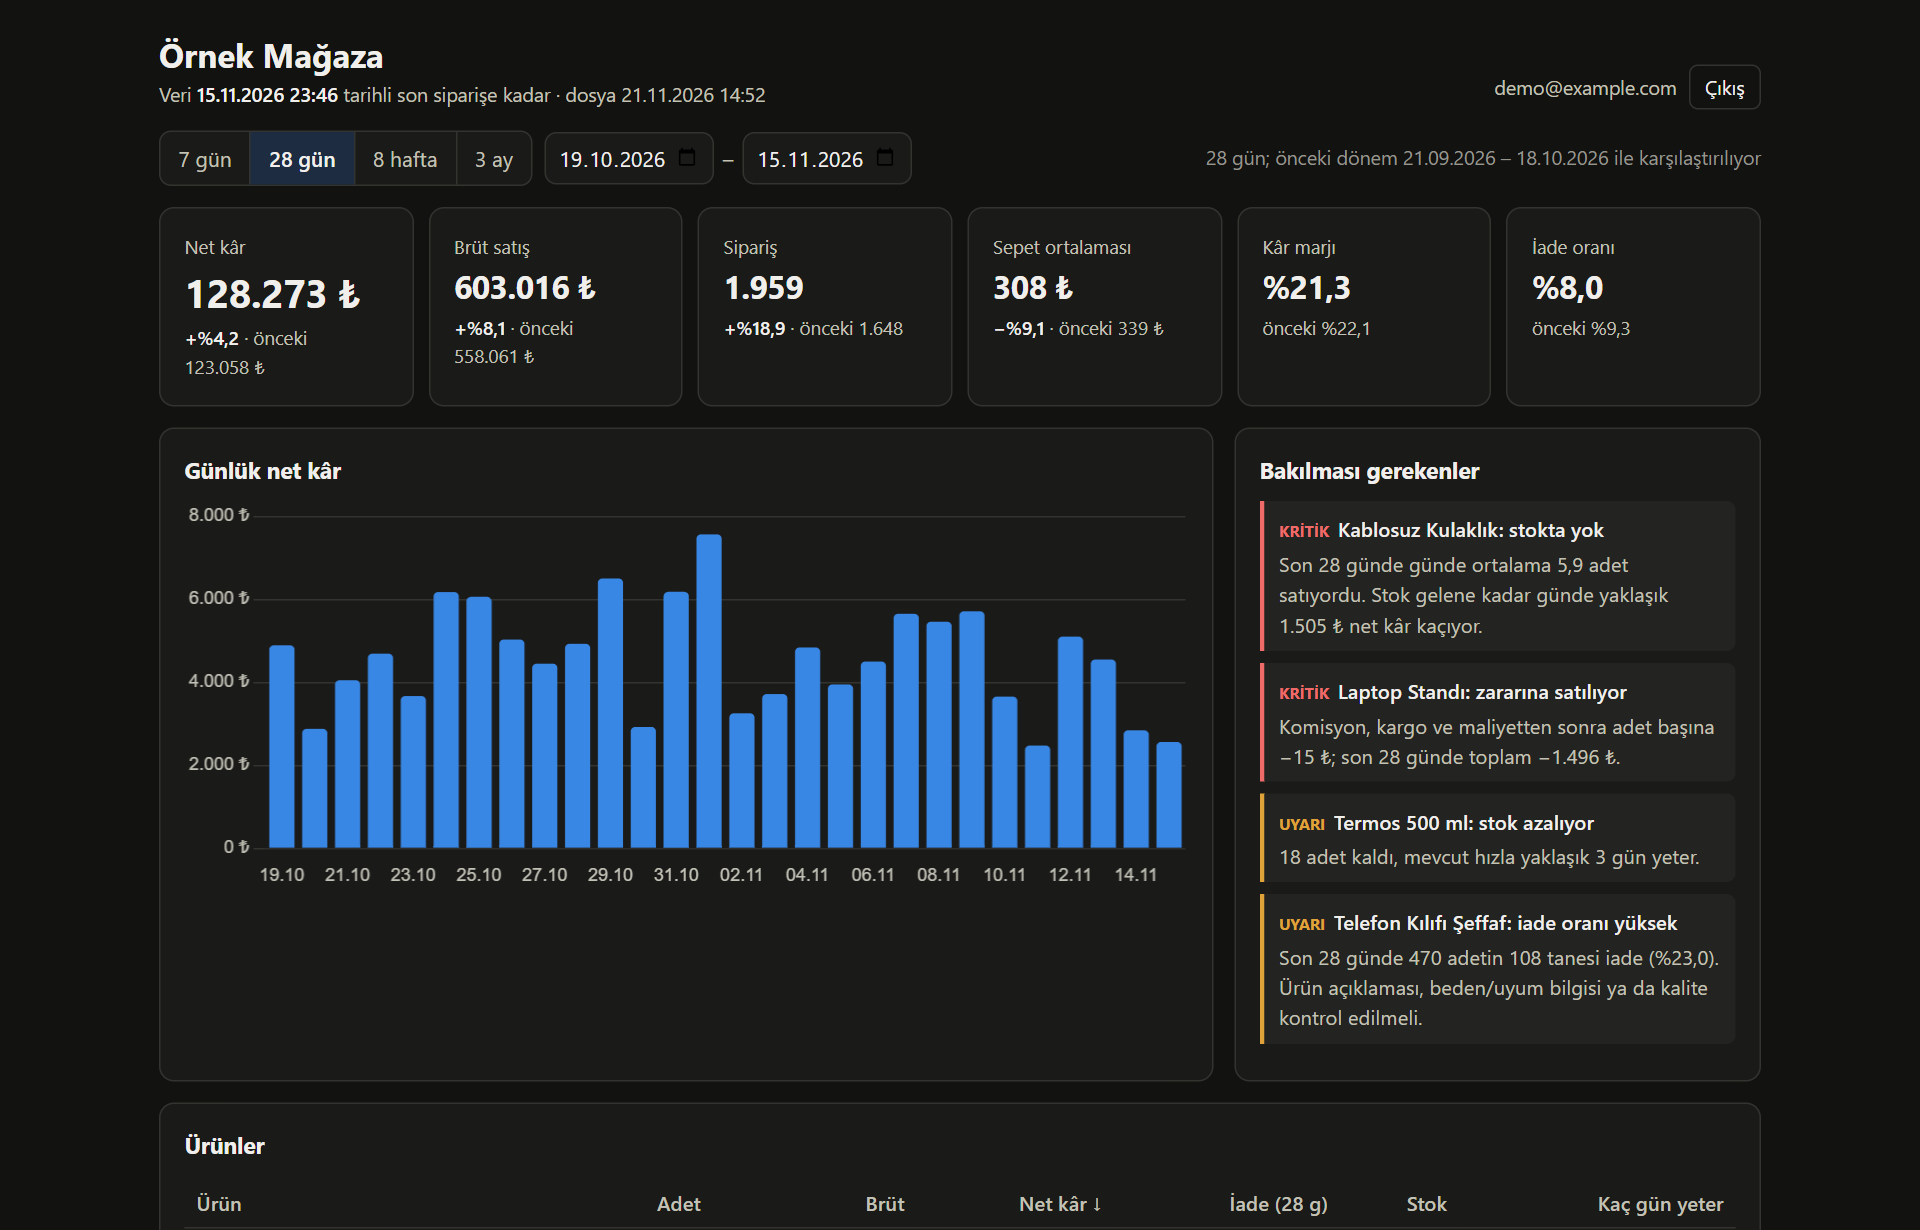 Örnek Mağaza
Veri 15.11.2026 23:46 tarihli son siparişe kadar · dosya 21.11.2026 14:52
demo@example.com
Çıkış
7 gün
28 gün
8 hafta
3 ay
19.10.2026
–
15.11.2026
28 gün; önceki dönem 21.09.2026 – 18.10.2026 ile karşılaştırılıyor
Net kâr
128.273 ₺
+%4,2 · önceki
123.058 ₺
Brüt satış
603.016 ₺
+%8,1 · önceki
558.061 ₺
Sipariş
1.959
+%18,9 · önceki 1.648
Sepet ortalaması
308 ₺
−%9,1 · önceki 339 ₺
Kâr marjı
%21,3
önceki %22,1
İade oranı
%8,0
önceki %9,3
Günlük net kâr
8.000 ₺
6.000 ₺
4.000 ₺
2.000 ₺
0 ₺
19.10 21.10 23.10 25.10 27.10 29.10 31.10 02.11 04.11 06.11 08.11 10.11 12.11 14.11
Bakılması gerekenler
KRİTİK Kablosuz Kulaklık: stokta yok
Son 28 günde günde ortalama 5,9 adet
satıyordu. Stok gelene kadar günde yaklaşık
1.505 ₺ net kâr kaçıyor.
KRİTİK Laptop Standı: zararına satılıyor
Komisyon, kargo ve maliyetten sonra adet başına
−15 ₺; son 28 günde toplam −1.496 ₺.
UYARI Termos 500 ml: stok azalıyor
18 adet kaldı, mevcut hızla yaklaşık 3 gün yeter.
UYARI Telefon Kılıfı Şeffaf: iade oranı yüksek
Son 28 günde 470 adetin 108 tanesi iade (%23,0).
Ürün açıklaması, beden/uyum bilgisi ya da kalite
kontrol edilmeli.
Ürünler
Ürün Adet Brüt Net kâr ↓ İade (28 g) Stok Kaç gün yeter